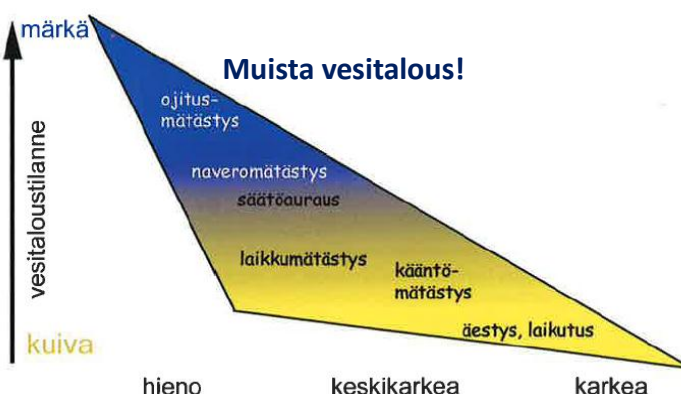 märkä
Muista vesitalous!
ojitus-
mätästys
naveromätästys
säätöauraus
laikkumätästys
kääntö-
mätästys
äestys, laikutus
vesitaloustilanne
kuiva
hieno keskikarkea karkea